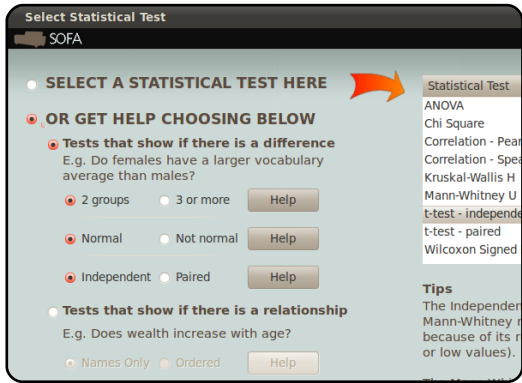 Select Statistical Test
SOFA
SELECT A STATISTICAL TEST HERE
OR GET HELP CHOOSING BELOW
Tests that show if there is a difference
E.g. Do females have a larger vocabulary
average than males?
2 groups 3 or more Help
Normal Not normal Help
Independent Paired Help
Tests that show if there is a relationship
E.g. Does wealth increase with age?
Names Only Ordered Help
Statistical Test
ANOVA
Chi Square
Correlation - Pear
Correlation - Spea
Kruskal-Wallis H
Mann-Whitney U
t-test - independe
t-test - paired
Wilcoxon Signed
Tips
The Independen
Mann-Whitney
because of its
or low values).